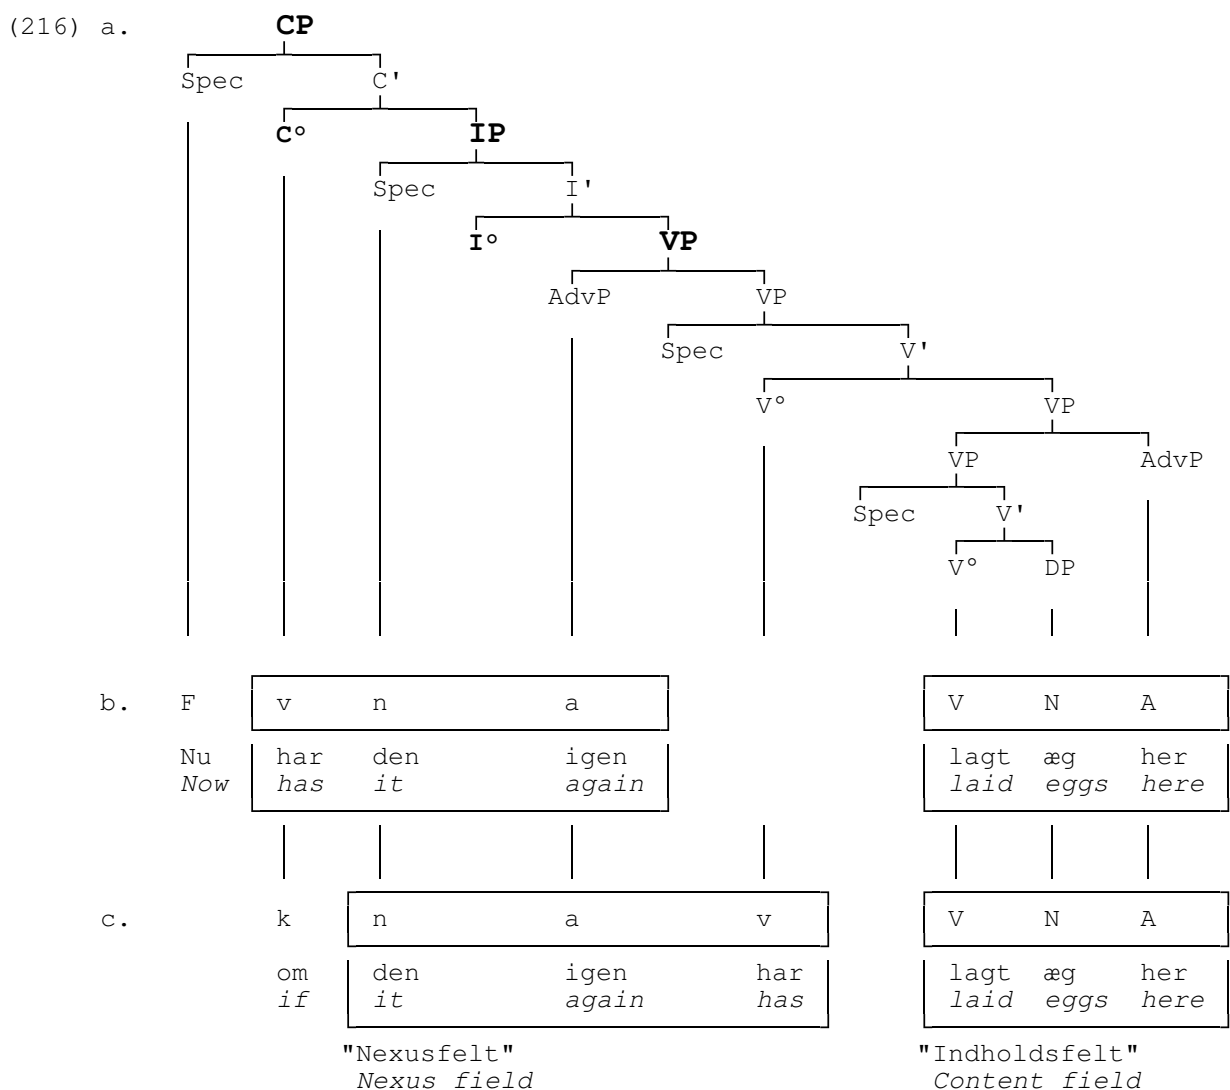 (216) a. CP
Spec C'
C° IP
Spec I'
I° VP
AdvP VP
Spec V'
V° VP
VP AdvP
Spec V'
V° DP
b. F v n a V N A
Nu har den igen lagt æg her
Now has it again laid eggs here
c. k n a v V N A
om den igen har lagt æg her
if it again has laid eggs here
"Nexusfelt" "Indholdsfelt"
Nexus field Content field